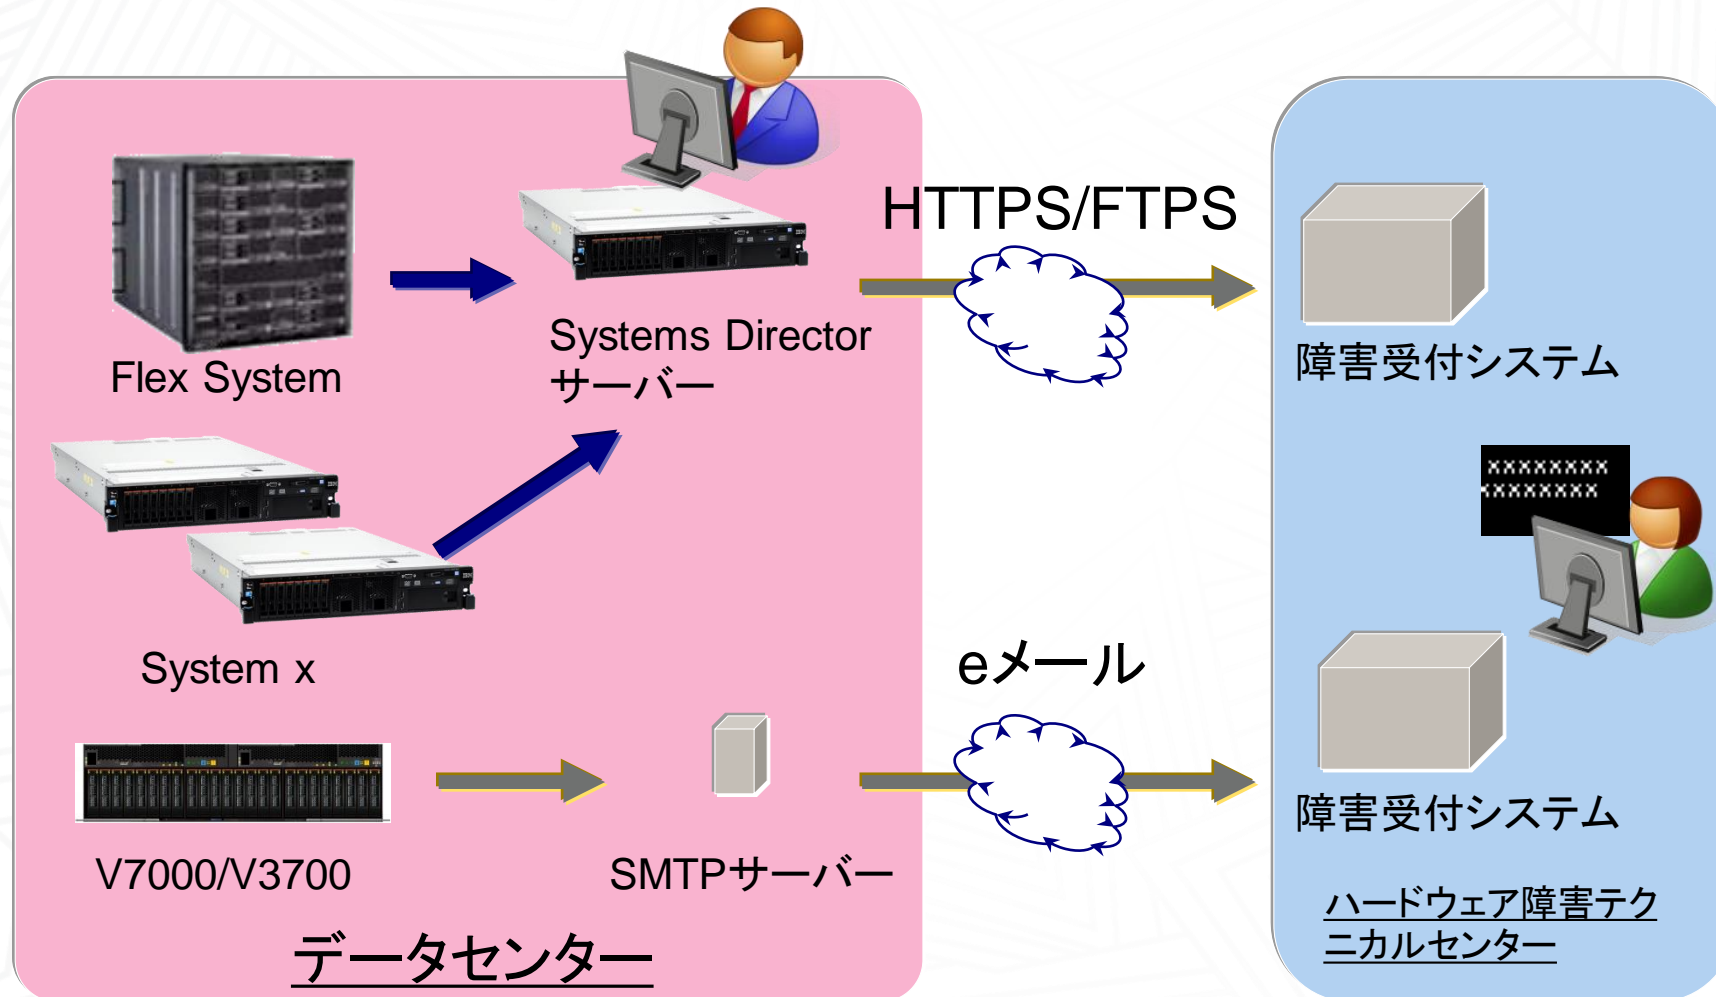 HTTPS/FTPS
Systems Director
サーバー
Flex System
障害受付システム
xxxxxxxx
xxxxxxxx
System x
eメール
障害受付システム
V7000/V3700
SMTPサーバー
ハードウェア障害テク
ニカルセンター
データセンター